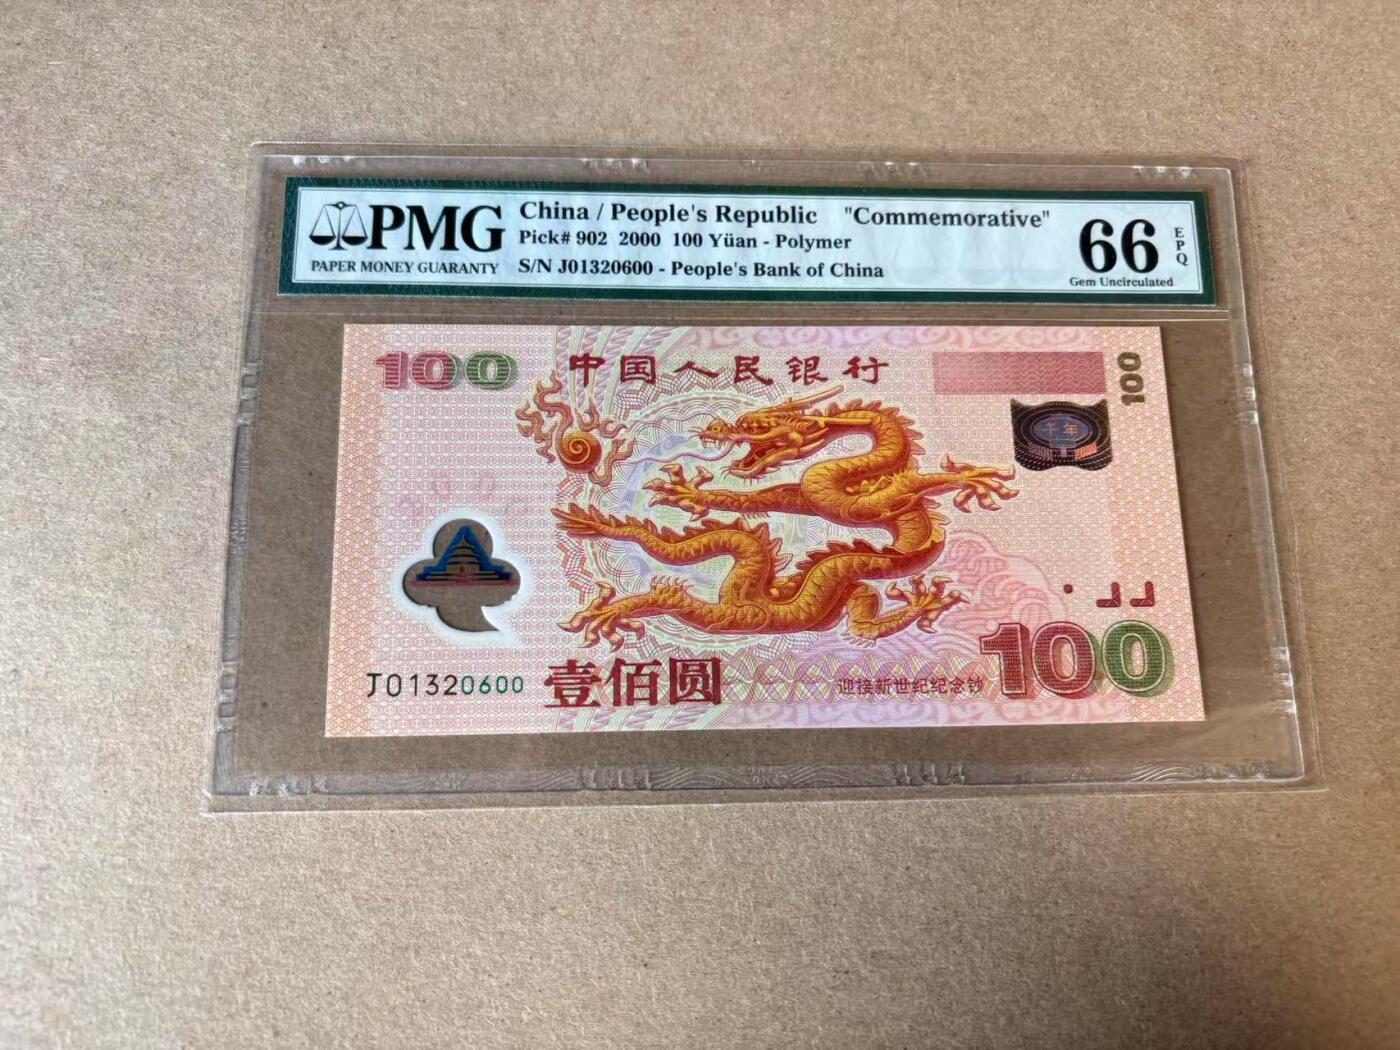 PMG
PAPER MONEY GUARANTY
China / People's Republic "Commemorative"
Pick# 902 2000 100 Yüan - Polymer
S/N J01320600 - People's Bank of China
66
EPQ
Gem Uncirculated
100
中国人民银行
100
千年
J01320600
壹佰圆
迎接新世纪纪念钞
100